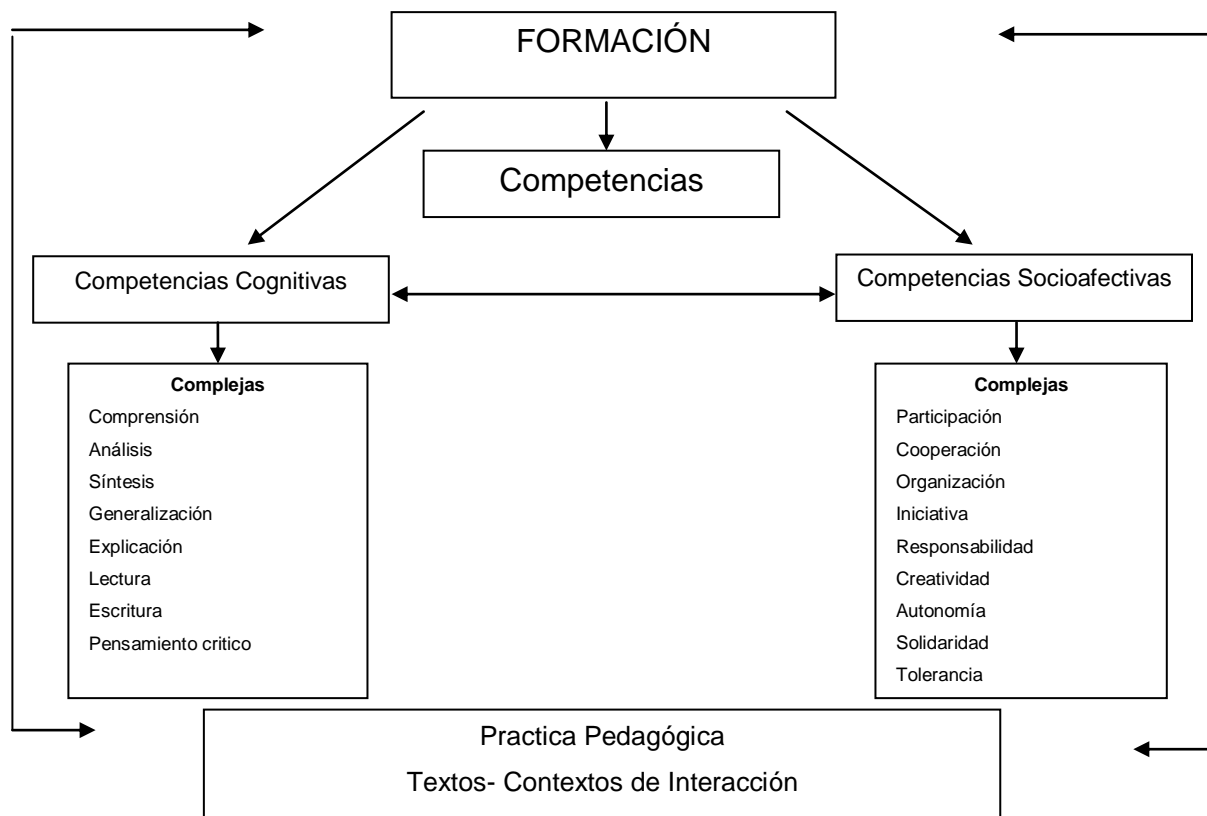 FORMACIÓN
Competencias
Competencias Cognitivas
Competencias Socioafectivas
Complejas
Comprensión
Análisis
Síntesis
Generalización
Explicación
Lectura
Escritura
Pensamiento critico
Complejas
Participación
Cooperación
Organización
Iniciativa
Responsabilidad
Creatividad
Autonomía
Solidaridad
Tolerancia
Practica Pedagógica
Textos- Contextos de Interacción